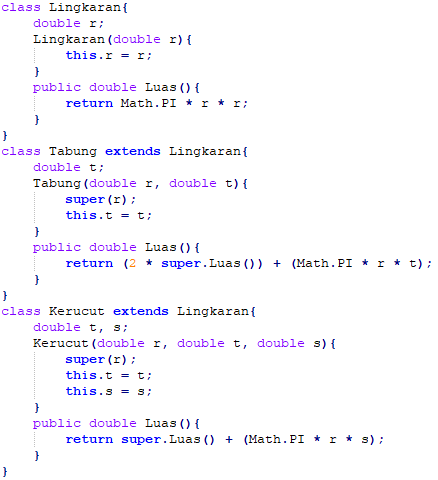 class Lingkaran{
    double r;
    Lingkaran(double r){
        this.r = r;
    }
    public double Luas(){
        return Math.PI * r * r;
    }
}
class Tabung extends Lingkaran{
    double t;
    Tabung(double r, double t){
        super(r);
        this.t = t;
    }
    public double Luas(){
        return (2 * super.Luas()) + (Math.PI * r * t);
    }
}
class Kerucut extends Lingkaran{
    double t, s;
    Kerucut(double r, double t, double s){
        super(r);
        this.t = t;
        this.s = s;
    }
    public double Luas(){
        return super.Luas() + (Math.PI * r * s);
    }
}